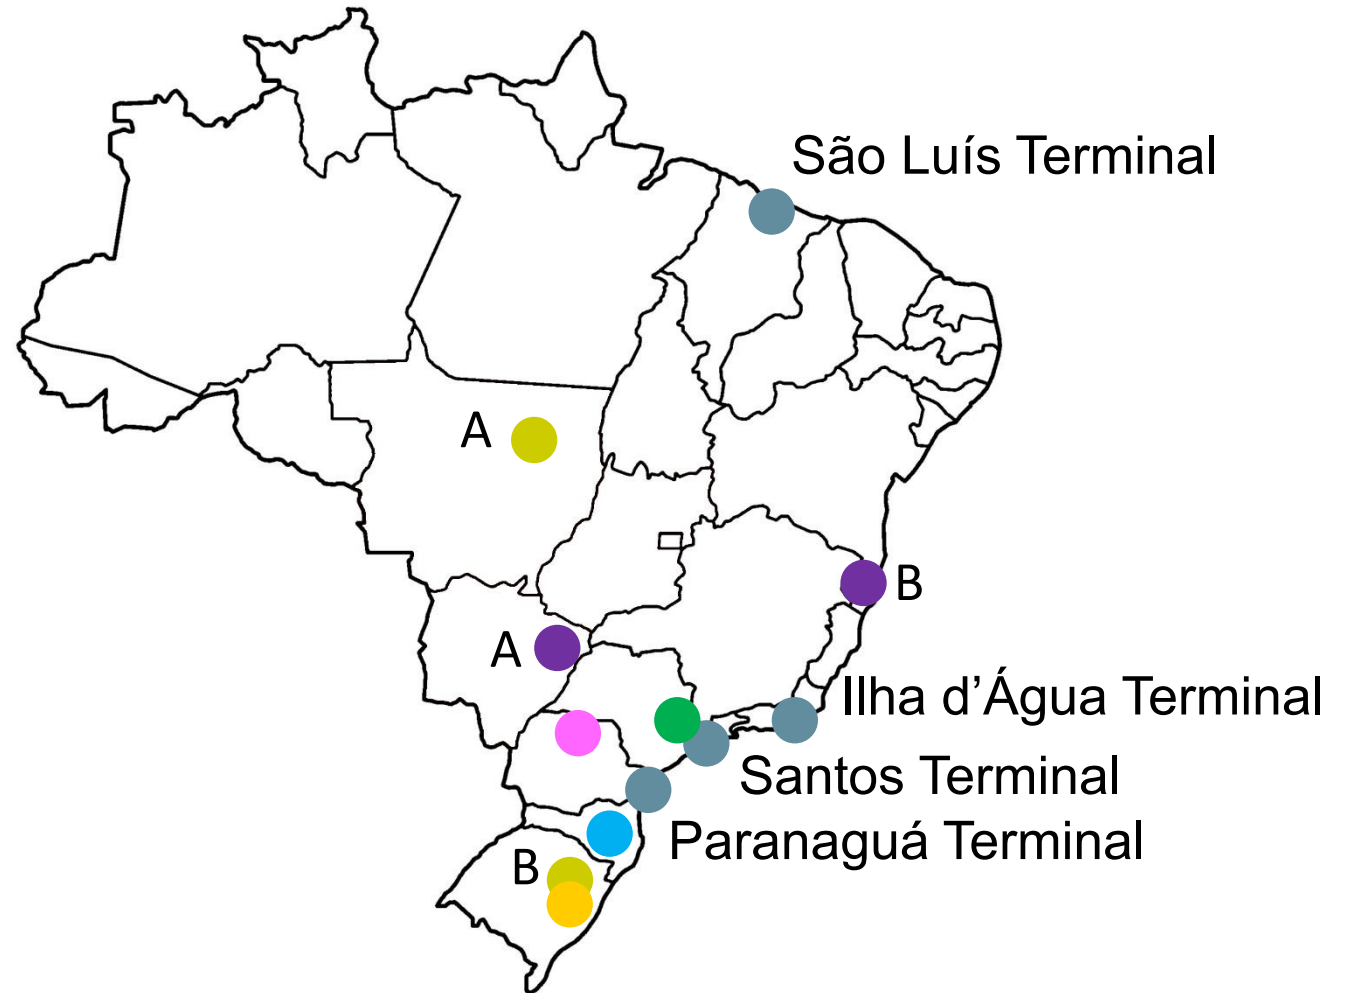 São Luís Terminal
A
B
A
Ilha d’Água Terminal
Santos Terminal
Paranaguá Terminal
B